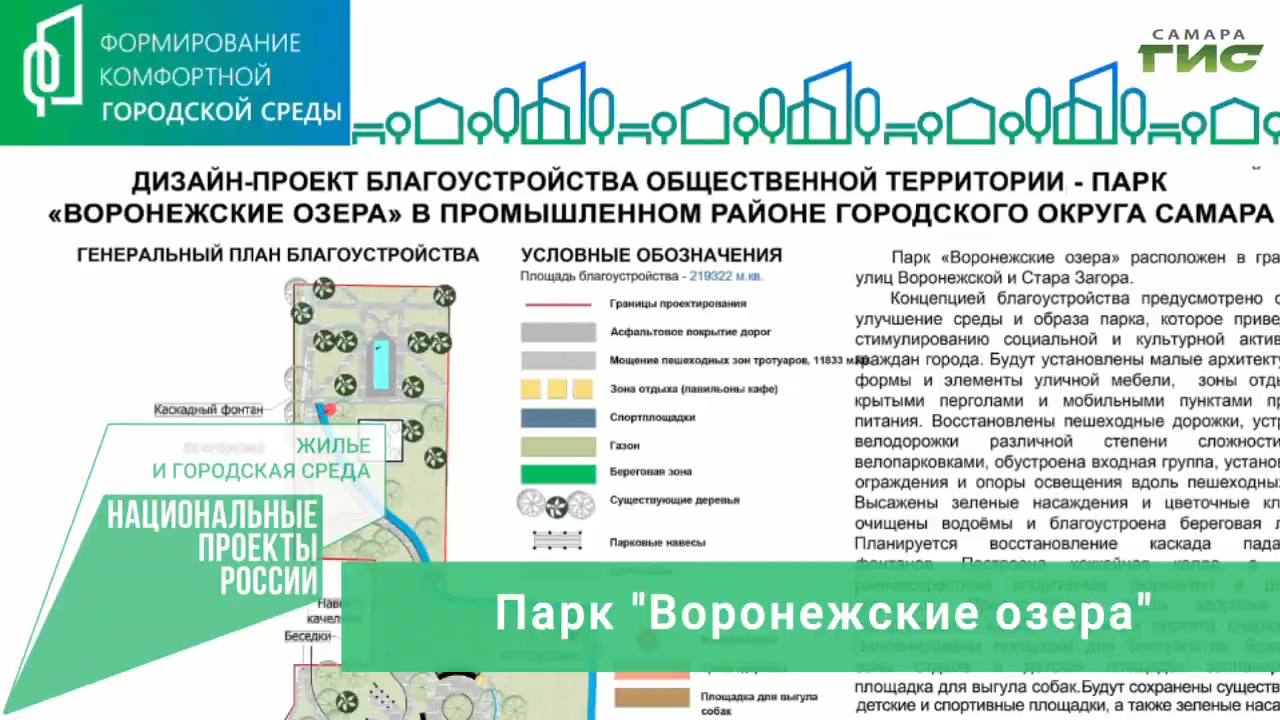 ФОРМИРОВАНИЕ
КОМФОРТНОЙ
ГОРОДСКОЙ СРЕДЫ
САМАРА
ГИС
ДИЗАЙН-ПРОЕКТ БЛАГОУСТРОЙСТВА ОБЩЕСТВЕННОЙ ТЕРРИТОРИИ - ПАРК
«ВОРОНЕЖСКИЕ ОЗЕРА» В ПРОМЫШЛЕННОМ РАЙОНЕ ГОРОДСКОГО ОКРУГА САМАРА
ГЕНЕРАЛЬНЫЙ ПЛАН БЛАГОУСТРОЙСТВА
Каскадный фонтан
ЖИЛЬЕ
И ГОРОДСКАЯ СРЕДА
НАЦИОНАЛЬНЫЕ
ПРОЕКТЫ
РОССИИ
Беседки
УСЛОВНЫЕ ОБОЗНАЧЕНИЯ
Площадь благоустройства - 219322 м.кв.
Границы проектирования
Асфальтовое покрытие дорог
Мощение пешеходных зон тротуаров, 11833
Зона отдыха (павильоны кафе)
Спортплощадки
Газон
Береговая зона
Существующие деревья
Парковые навесы
Площадка для выгула
собак
Парк «Воронежские озера» расположен в гра
улиц Воронежской и Стара Загора.
Концепцией благоустройства предусмотрено
улучшение среды и образа парка, которое приве
стимулированию социальной и культурной актив
граждан города. Будут установлены малые архитекту
формы и элементы уличной мебели, зоны отды
крытыми перголами и мобильными пунктами
питания. Восстановлены пешеходные дорожки, устр
велодорожки различной степени сложности
велопарковками, обустроена входная группа, установ
ограждения и опоры освещения вдоль пешеходных
Высажены зеленые насаждения и цветочные
очищены водоёмы и благоустроена береговая
Планируется восстановление каскада пада
площадка для выгула собак.Будут сохранены существ
детские и спортивные площадки, а также зеленые наса
Парк "Воронежские озера"